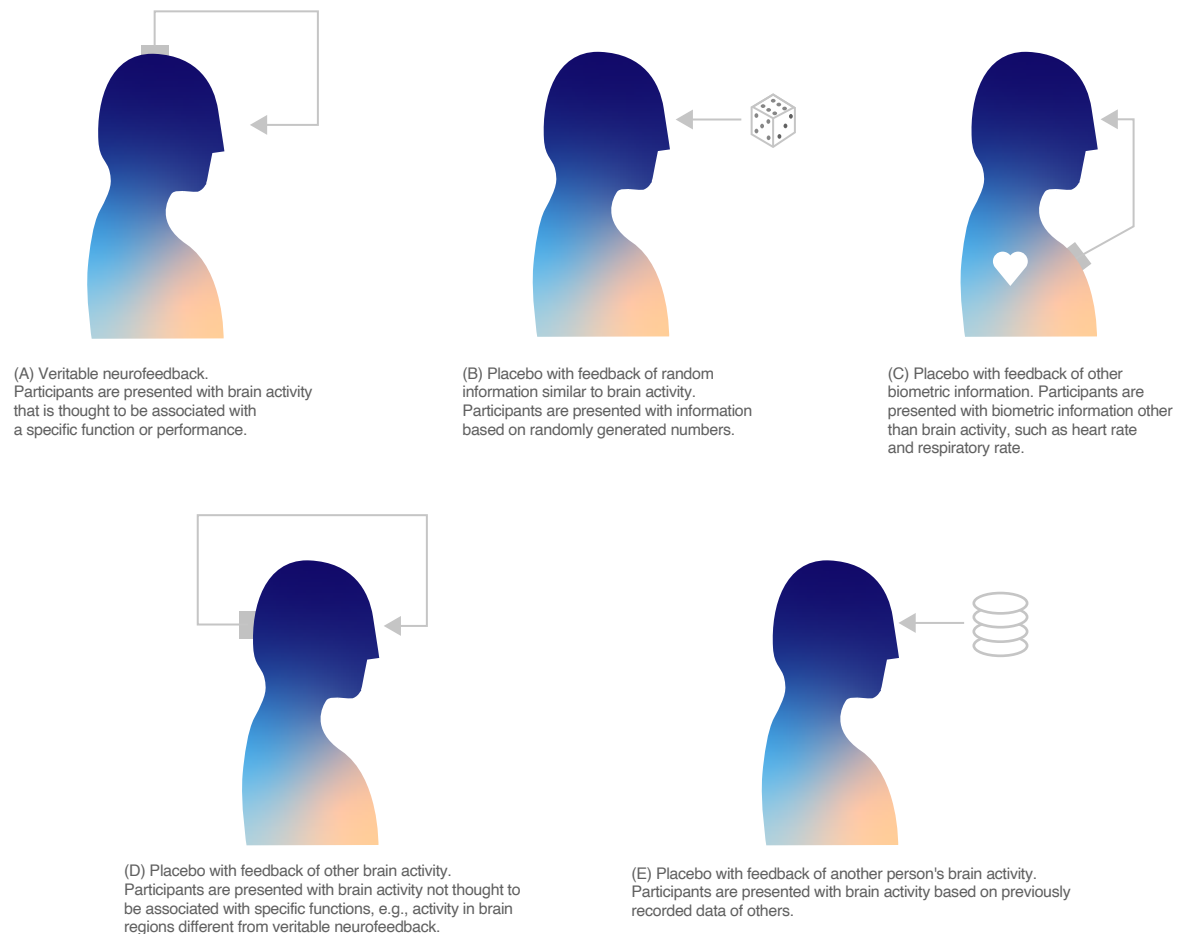 (A) Veritable neurofeedback.
Participants are presented with brain activity
that is thought to be associated with
a specific function or performance.
(B) Placebo with feedback of random
information similar to brain activity.
Participants are presented with information
based on randomly generated numbers.
(C) Placebo with feedback of other
biometric information. Participants are
presented with biometric information other
than brain activity, such as heart rate
and respiratory rate.
(D) Placebo with feedback of other brain activity.
Participants are presented with brain activity not thought to
be associated with specific functions, e.g., activity in brain
regions different from veritable neurofeedback.
(E) Placebo with feedback of another person's brain activity.
Participants are presented with brain activity based on previously
recorded data of others.